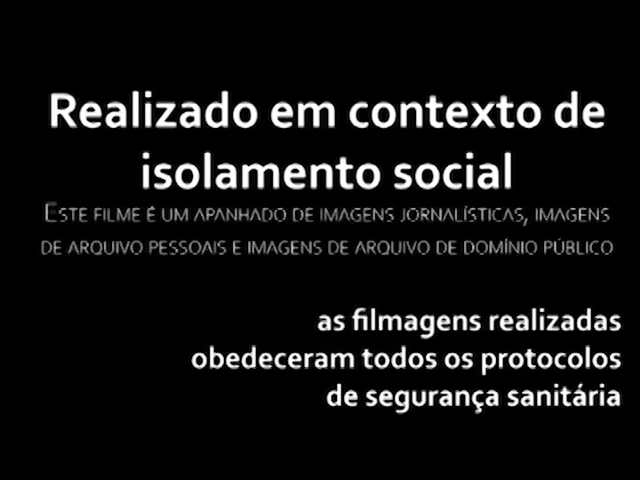 Realizado em contexto de
isolamento social
Este filme é um apanhado de imagens jornalísticas, imagens
de arquivo pessoais e imagens de arquivo de domínio público
as filmagens realizadas
obedeceram todos os protocolos
de segurança sanitária